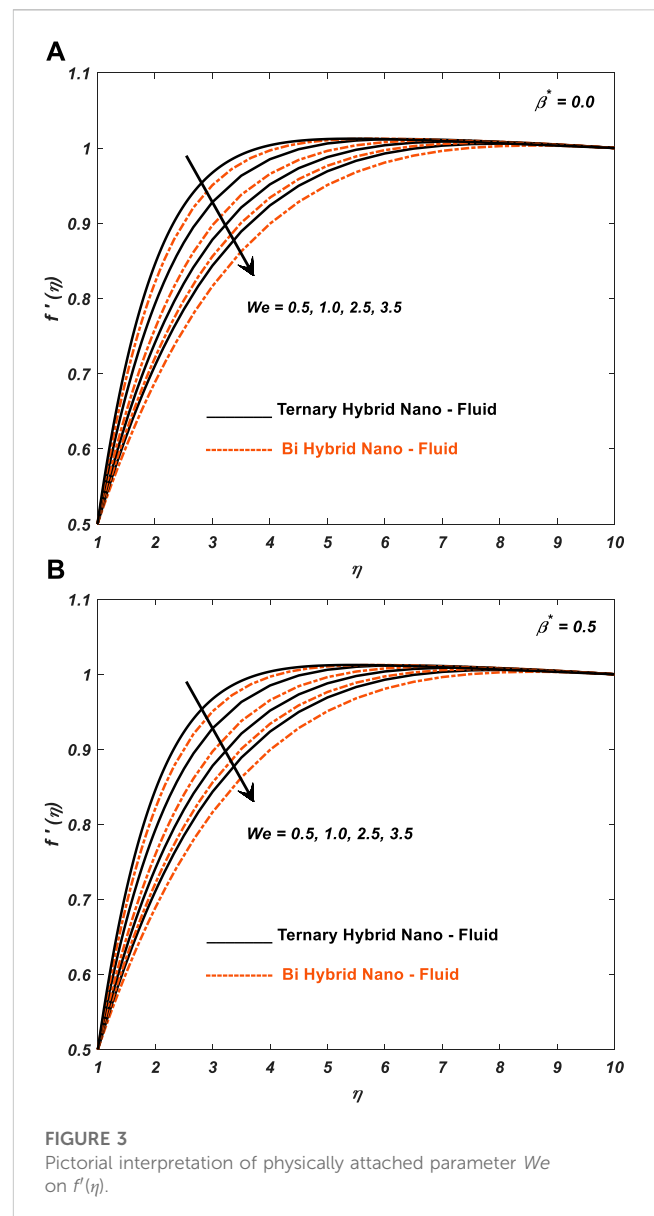 A
1.1
β* = 0.0
1
0.9
f ' (η)
0.8
We = 0.5, 1.0, 2.5, 3.5
0.7
Ternary Hybrid Nano - Fluid
0.6
Bi Hybrid Nano - Fluid
0.5
1 2 3 4 5 6 7 8 9 10
η
B
1.1
β* = 0.5
1
0.9
f ' (η)
0.8
We = 0.5, 1.0, 2.5, 3.5
0.7
Ternary Hybrid Nano - Fluid
0.6
Bi Hybrid Nano - Fluid
0.5
1 2 3 4 5 6 7 8 9 10
η
FIGURE 3
Pictorial interpretation of physically attached parameter We
on f′(η).